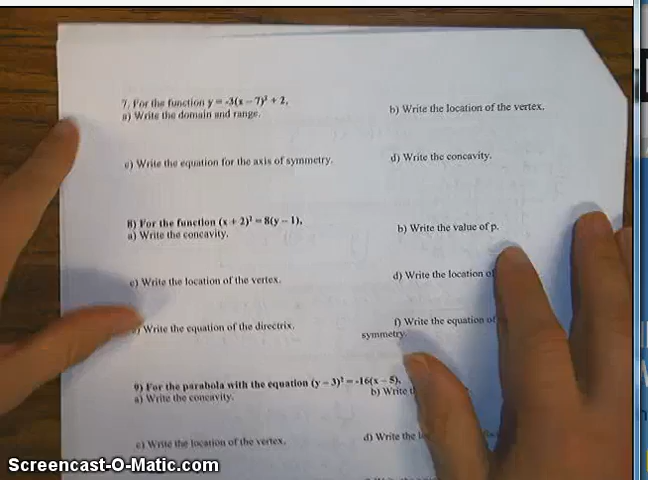 7. For the function y = -3(x – 7)² + 2,
a) Write the domain and range.
b) Write the location of the vertex.
c) Write the equation for the axis of symmetry.
d) Write the concavity.
8) For the function (x + 2)² = 8(y – 1),
a) Write the concavity.
b) Write the value of p.
c) Write the location of the vertex.
d) Write the location of
Write the equation of the directrix.
f) Write the equation of
symmetry.
9) For the parabola with the equation (y – 3)² = -16(x – 5),
a) Write the concavity.
b) Write
c) Write the location of the vertex.
d) Write the
Screencast-O-Matic.com